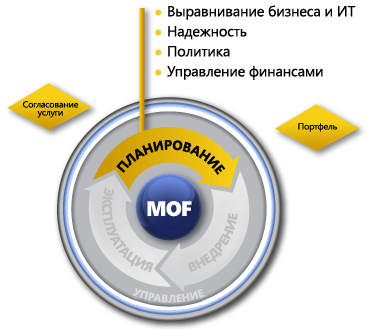 • Выравнивание бизнеса и ИТ
• Надежность
• Политика
• Управление финансами
Согласование
услуги
Портфель
ПЛАНИРОВАНИЕ
MOF
ЭКСПЛУАТАЦИЯ
ВНЕДРЕНИЕ
УПРАВЛЕНИЕ